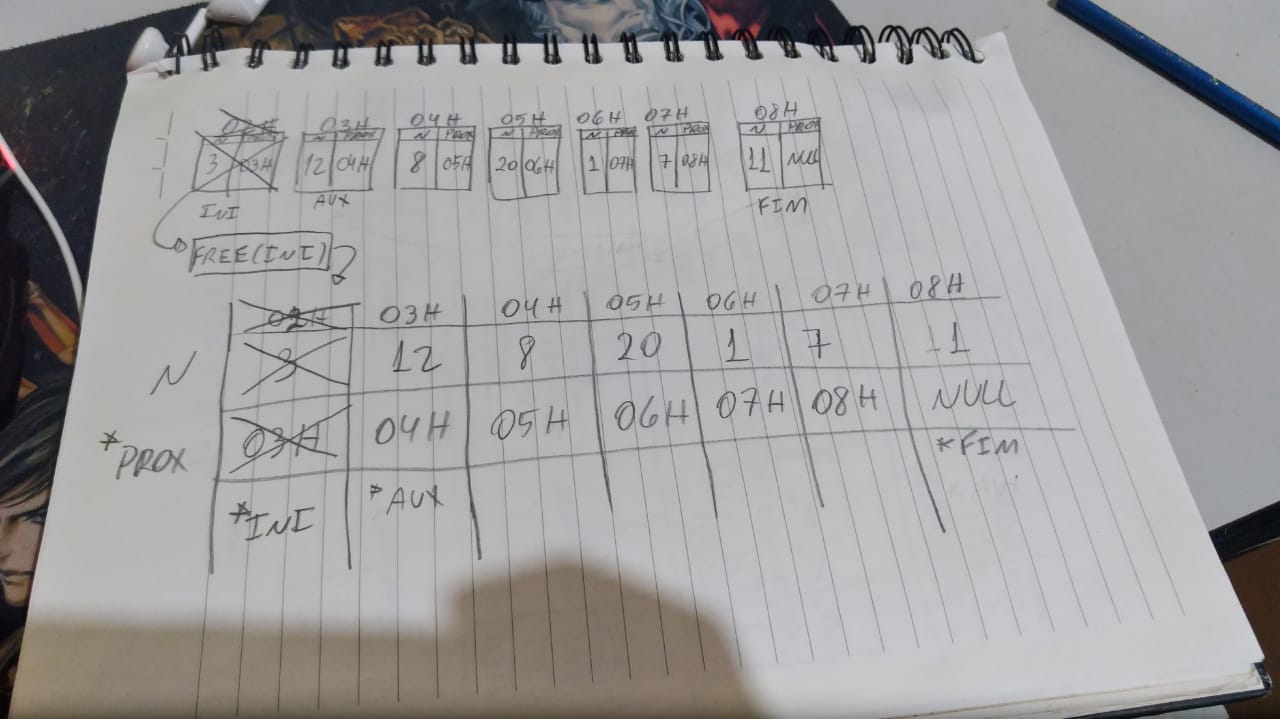 02H 03H 04H 05H 06H 07H 08H
N PROX N PROX N PROX N PROX N PROX N PROX N PROX
3 03H 12 04H 8 05H 20 06H 1 07H 7 08H 11 NULL
INI AUX FIM
FREE(INI)
02H 03H 04H 05H 06H 07H 08H
N 3 12 8 20 1 7 11
*PROX 03H 04H 05H 06H 07H 08H NULL
*INI *AUX *FIM